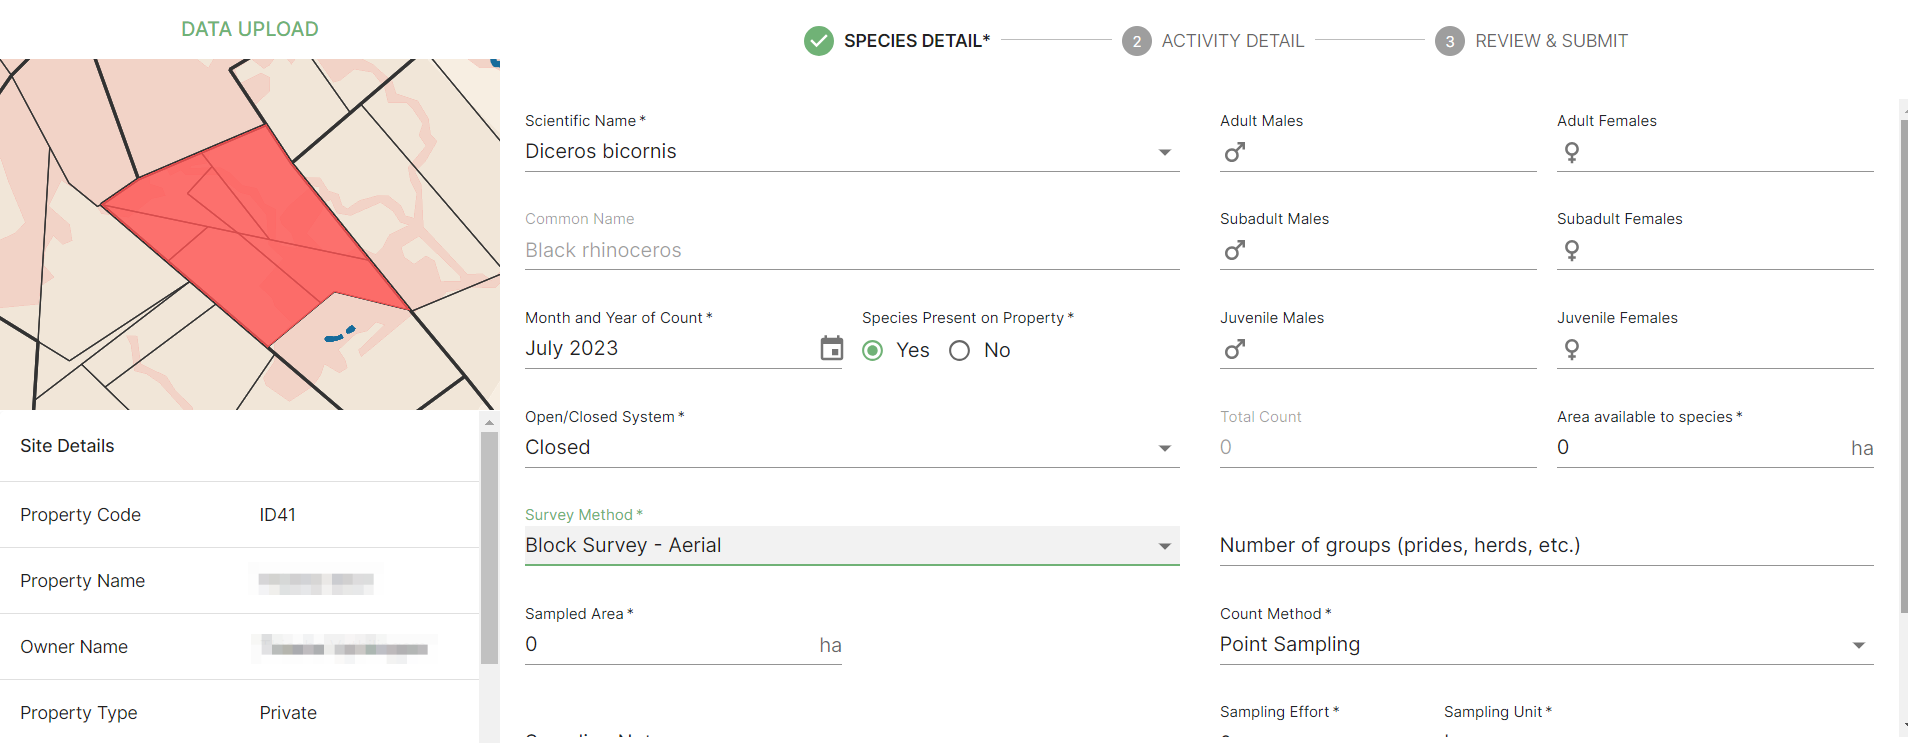 DATA UPLOAD
SPECIES DETAIL*
2 ACTIVITY DETAIL
3 REVIEW & SUBMIT
Site Details
Property Code ID41
Property Name
Owner Name
Property Type Private
Scientific Name *
Diceros bicornis
Common Name
Black rhinoceros
Month and Year of Count *
July 2023
Species Present on Property *
Yes No
Open/Closed System *
Closed
Survey Method *
Block Survey - Aerial
Sampled Area *
0 ha
Adult Males
Adult Females
Subadult Males
Subadult Females
Juvenile Males
Juvenile Females
Total Count
0
Area available to species *
0 ha
Number of groups (prides, herds, etc.)
Count Method *
Point Sampling
Sampling Effort *
Sampling Unit *